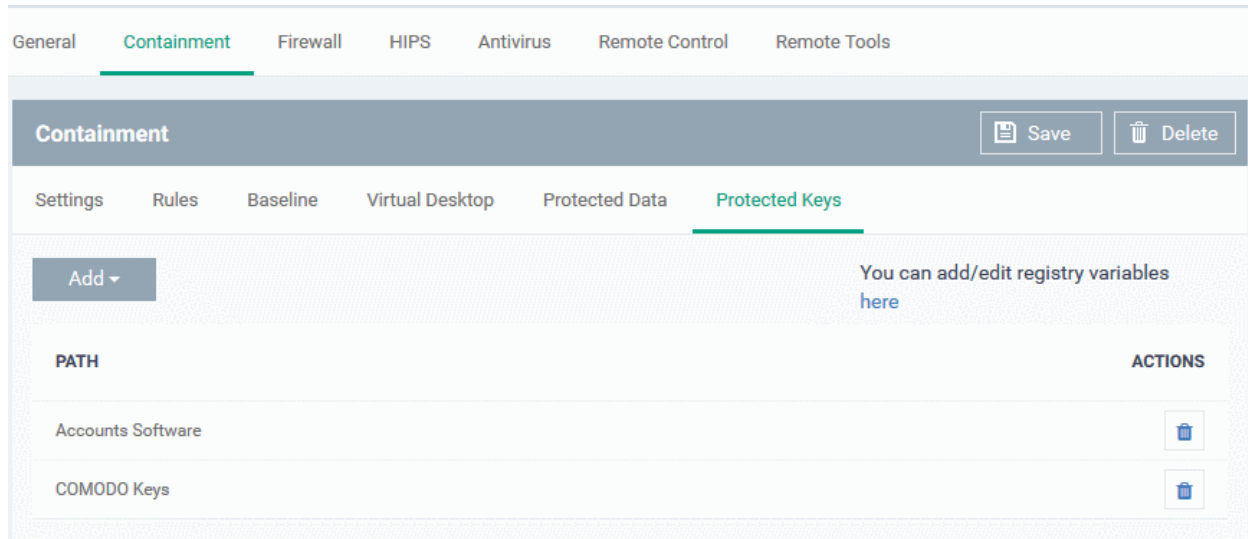 General Containment Firewall HIPS Antivirus Remote Control Remote Tools
Containment Save Delete
Settings Rules Baseline Virtual Desktop Protected Data Protected Keys
Add You can add/edit registry variables
here
PATH ACTIONS
Accounts Software
COMODO Keys